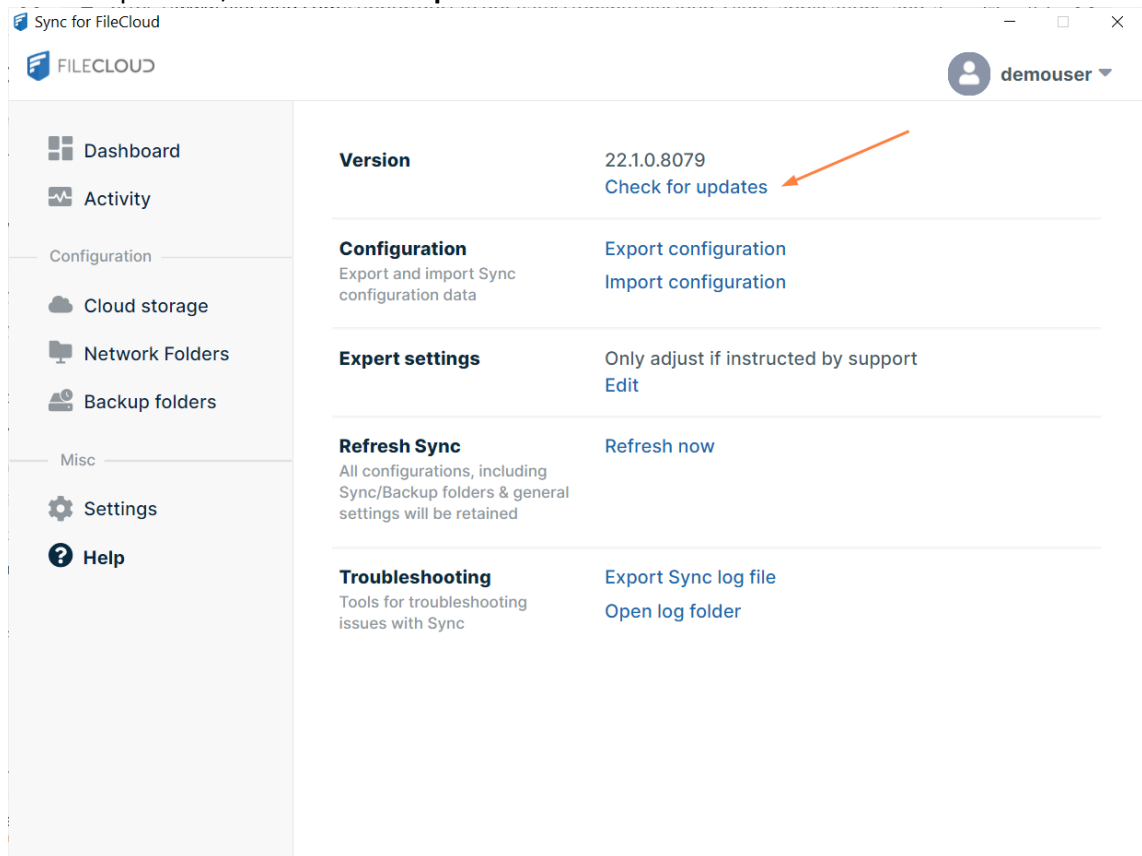 Sync for FileCloud
FILECLOUD
demouser
Dashboard
Activity
Configuration
Cloud storage
Network Folders
Backup folders
Misc
Settings
Help
Version
22.1.0.8079
Check for updates
Configuration
Export and import Sync
configuration data
Export configuration
Import configuration
Expert settings
Only adjust if instructed by support
Edit
Refresh Sync
All configurations, including
Sync/Backup folders & general
settings will be retained
Refresh now
Troubleshooting
Tools for troubleshooting
issues with Sync
Export Sync log file
Open log folder